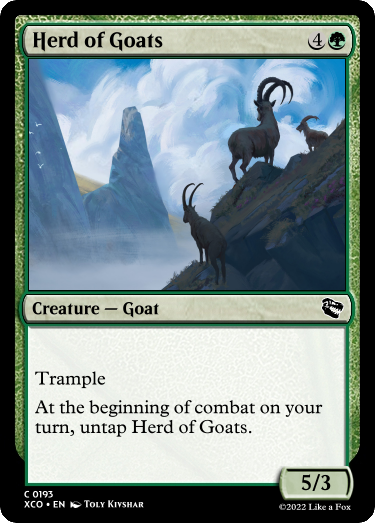 Herd of Goats 4
Creature — Goat
Trample
At the beginning of combat on your
turn, untap Herd of Goats.
5/3
C 0193
XCO • EN Toly Kivshar
©2022 Like a Fox